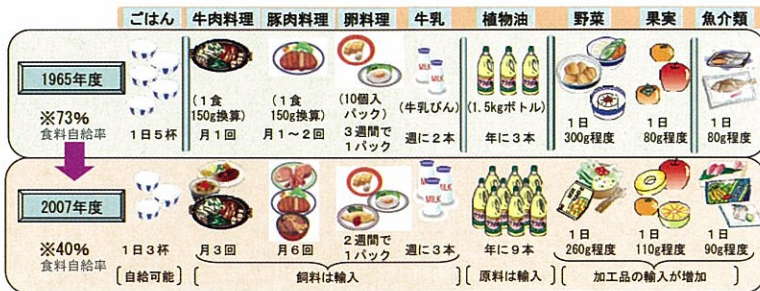 ごはん 牛肉料理 豚肉料理 卵料理 牛乳 植物油 野菜 果実 魚介類
1965年度
※73%
食料自給率
1日5杯
(1食
150g換算)
月1回
(1食
150g換算)
月1～2回
(10個入
パック)
3週間で
1パック
MILK
(牛乳びん)
週に2本
(1.5kgボトル)
年に3本
1日
300g程度
1日
80g程度
1日
80g程度
2007年度
※40%
食料自給率
1日3杯
月3回
月6回
2週間で
1パック
MILK
週に3本
年に9本
1日
260g程度
1日
110g程度
1日
90g程度
[自給可能] [飼料は輸入] [原料は輸入] [加工品の輸入が増加]